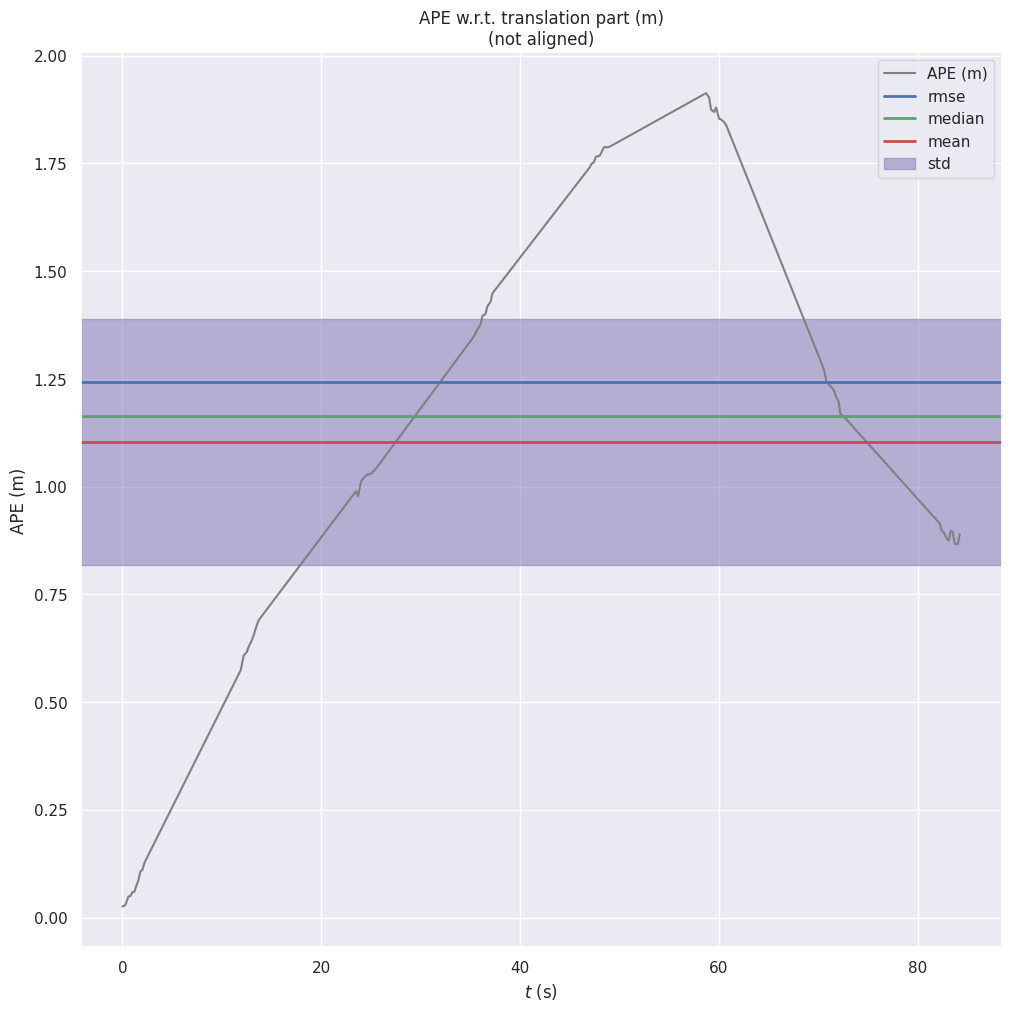 APE w.r.t. translation part (m)
(not aligned)
APE (m)
rmse
median
mean
std
2.00
1.75
1.50
1.25
1.00
0.75
0.50
0.25
0.00
APE (m)
0
20
40
60
80
t (s)